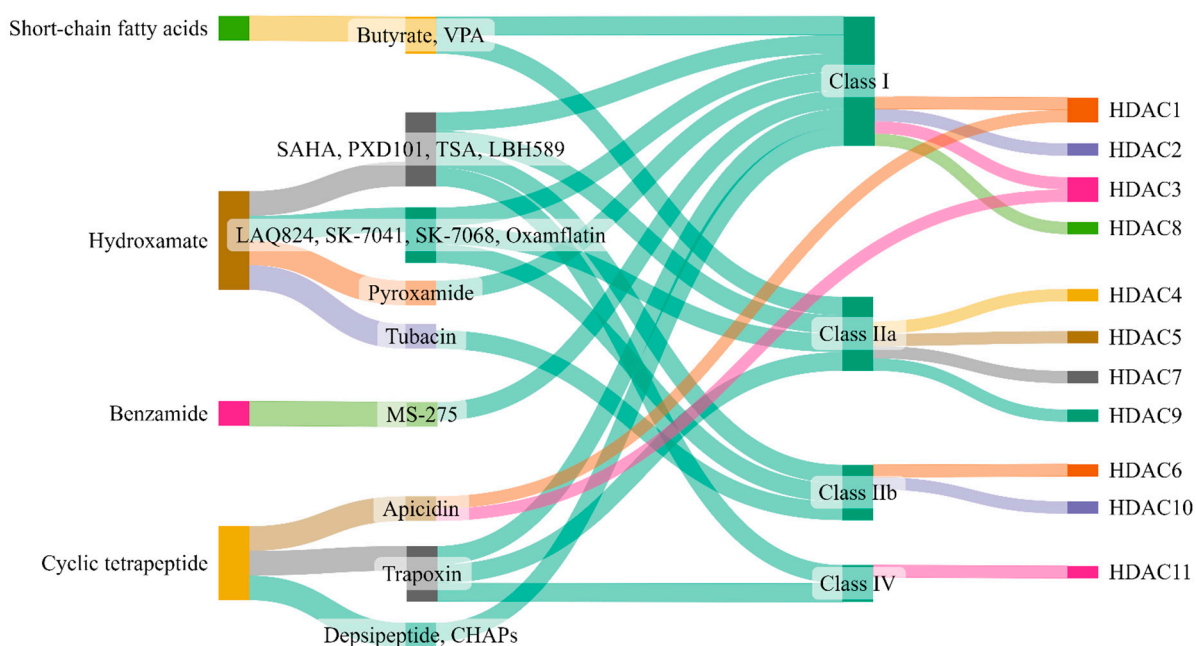 Short-chain fatty acids
Hydroxamate
Benzamide
Cyclic tetrapeptide
Butyrate, VPA
SAHA, PXD101, TSA, LBH589
LAQ824, SK-7041, SK-7068, Oxamflatin
Pyroxamide
Tubacin
MS-275
Apicidin
Trapoxin
Depsipeptide, CHAPs
Class I
Class IIa
Class IIb
Class IV
HDAC1
HDAC2
HDAC3
HDAC8
HDAC4
HDAC5
HDAC7
HDAC9
HDAC6
HDAC10
HDAC11